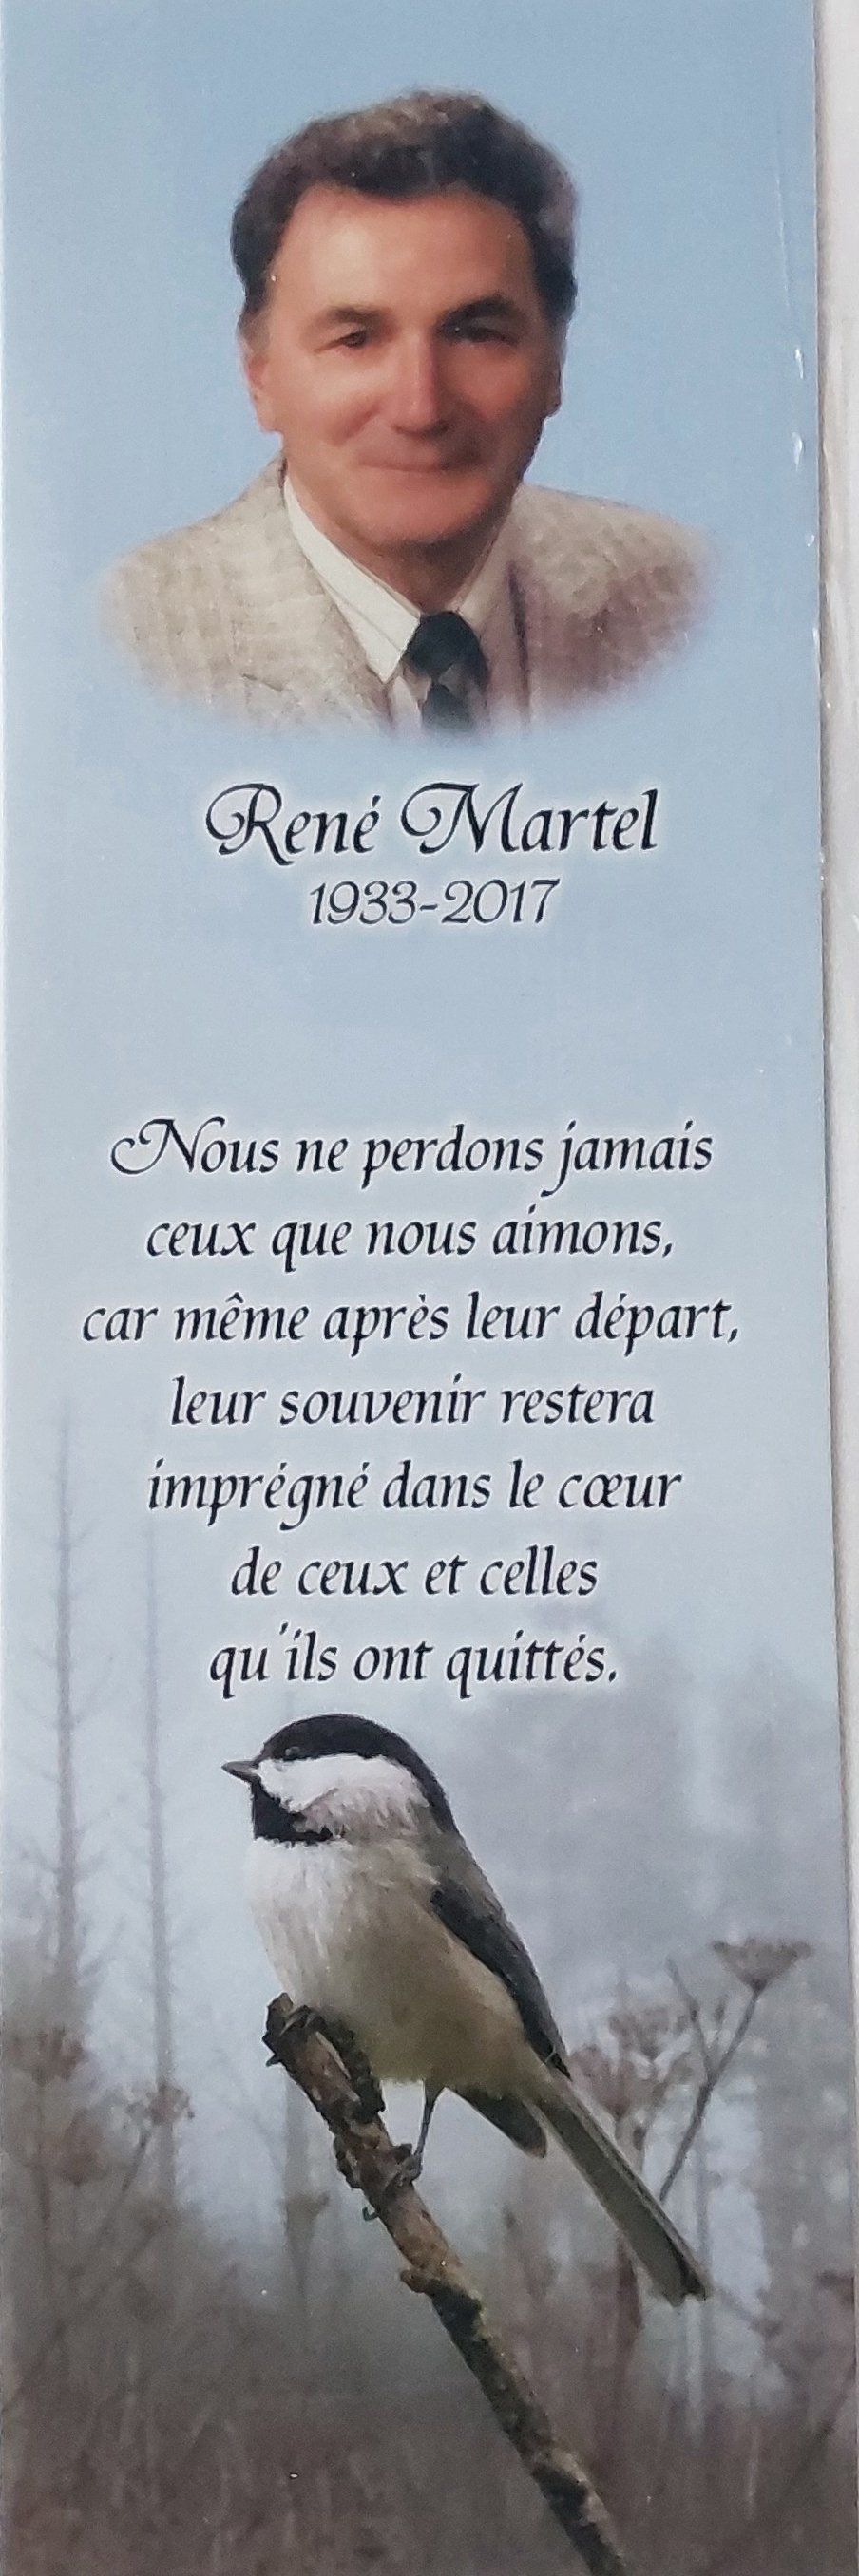 René Martel
1933-2017
Nous ne perdons jamais
ceux que nous aimons,
car même après leur départ,
leur souvenir restera
imprégné dans le cœur
de ceux et celles
qu'ils ont quittés.